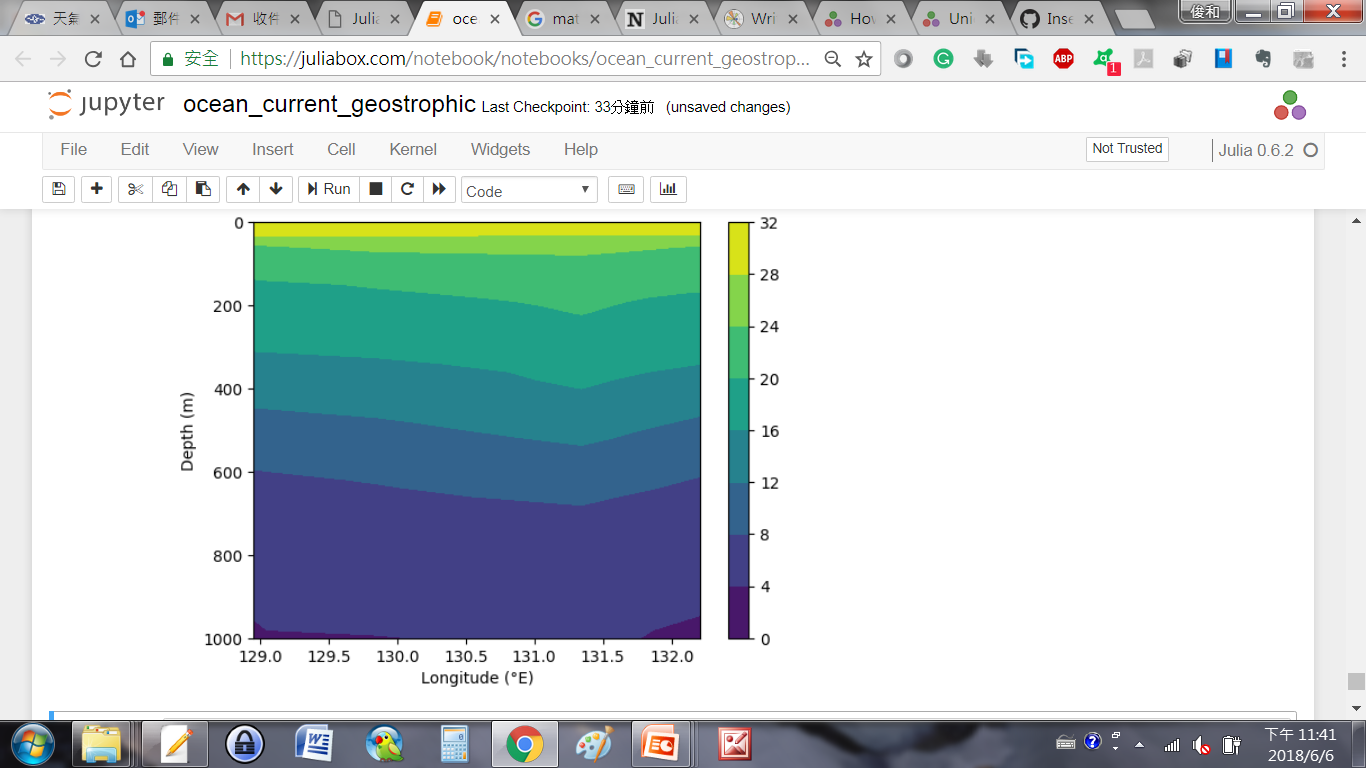 天氣 郵件 收件 Julia oce mat Juli Wri Hov Uni Inse 俊和
安全 https://juliabox.com/notebook/notebooks/ocean_current_geostrop... ABP 1
jupyter ocean_current_geostrophic Last Checkpoint: 33分鐘前 (unsaved changes)
File Edit View Insert Cell Kernel Widgets Help Not Trusted Julia 0.6.2
Run Code
0 32
28
200
24
20
400
16
Depth (m)
12
600
8
800
4
1000 0
129.0 129.5 130.0 130.5 131.0 131.5 132.0
Longitude (°E)
下午 11:41
2018/6/6